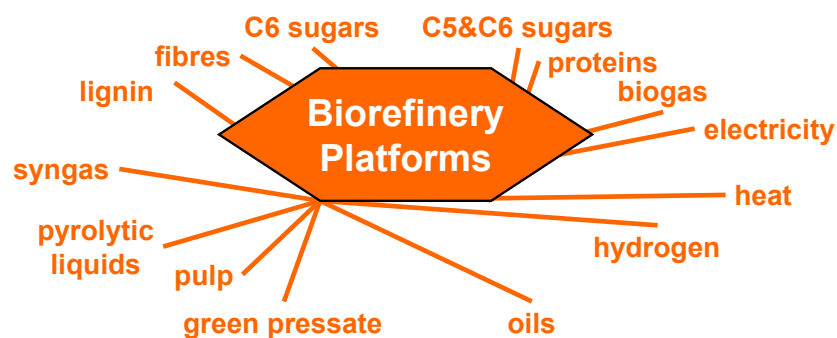 C6 sugars
C5&C6 sugars
fibres
proteins
lignin
biogas
Biorefinery
Platforms
electricity
syngas
heat
pyrolytic
liquids
hydrogen
pulp
green pressate
oils